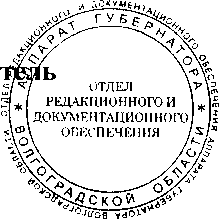 ОТДЕЛ РЕДАКЦИОННОГО И ДОКУМЕНТАЦИОННОГО ОБЕСПЕЧЕНИЯ АППАРАТА ГУБЕРНАТОРА ВОЛГОГРАДСКОЙ ОБЛАСТИ
* АППАРАТ ГУБЕРНАТОРА * ВОЛГОГРАДСКОЙ ОБЛАСТИ
тель
ОТДЕЛ
РЕДАКЦИОННОГО И
ДОКУМЕНТАЦИОННОГО
ОБЕСПЕЧЕНИЯ